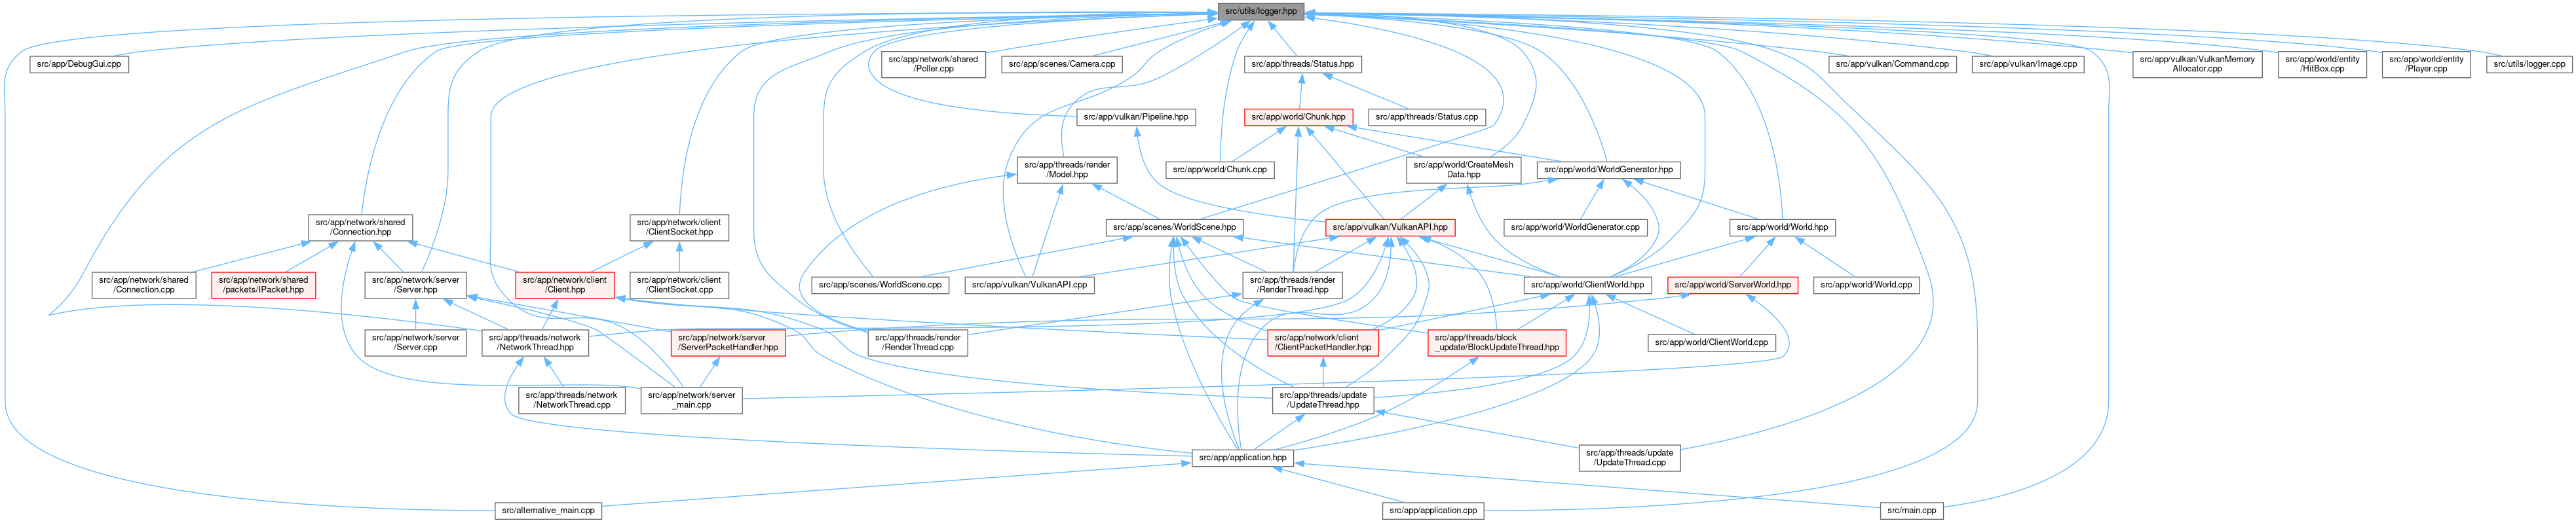 src/utils/logger.hpp
src/app/DebugGui.cpp
src/app/network/shared
/Poller.cpp
src/app/scenes/Camera.cpp
src/app/threads/Status.hpp
src/app/vulkan/Command.cpp
src/app/vulkan/Image.cpp
src/app/vulkan/VulkanMemory
Allocator.cpp
src/app/world/entity
/HitBox.cpp
src/app/world/entity
/Player.cpp
src/utils/logger.cpp
src/app/vulkan/Pipeline.hpp
src/app/world/Chunk.hpp
src/app/threads/Status.cpp
src/app/threads/render
/Model.hpp
src/app/world/Chunk.cpp
src/app/world/CreateMesh
Data.hpp
src/app/world/WorldGenerator.hpp
src/app/network/shared
/Connection.hpp
src/app/network/client
/ClientSocket.hpp
src/app/scenes/WorldScene.hpp
src/app/vulkan/VulkanAPI.hpp
src/app/world/WorldGenerator.cpp
src/app/world/World.hpp
src/app/network/shared
/Connection.cpp
src/app/network/shared
/packets/IPacket.hpp
src/app/network/server
/Server.hpp
src/app/network/client
/Client.hpp
src/app/network/client
/ClientSocket.cpp
src/app/scenes/WorldScene.cpp
src/app/vulkan/VulkanAPI.cpp
src/app/threads/render
/RenderThread.hpp
src/app/world/ClientWorld.hpp
src/app/world/ServerWorld.hpp
src/app/world/World.cpp
src/app/network/server
/Server.cpp
src/app/threads/network
/NetworkThread.hpp
src/app/network/server
/ServerPacketHandler.hpp
src/app/threads/render
/RenderThread.cpp
src/app/network/client
/ClientPacketHandler.hpp
src/app/threads/block
_update/BlockUpdateThread.hpp
src/app/world/ClientWorld.cpp
src/app/threads/network
/NetworkThread.cpp
src/app/network/server
_main.cpp
src/app/threads/update
/UpdateThread.hpp
src/app/application.hpp
src/app/threads/update
/UpdateThread.cpp
src/alternative_main.cpp
src/app/application.cpp
src/main.cpp